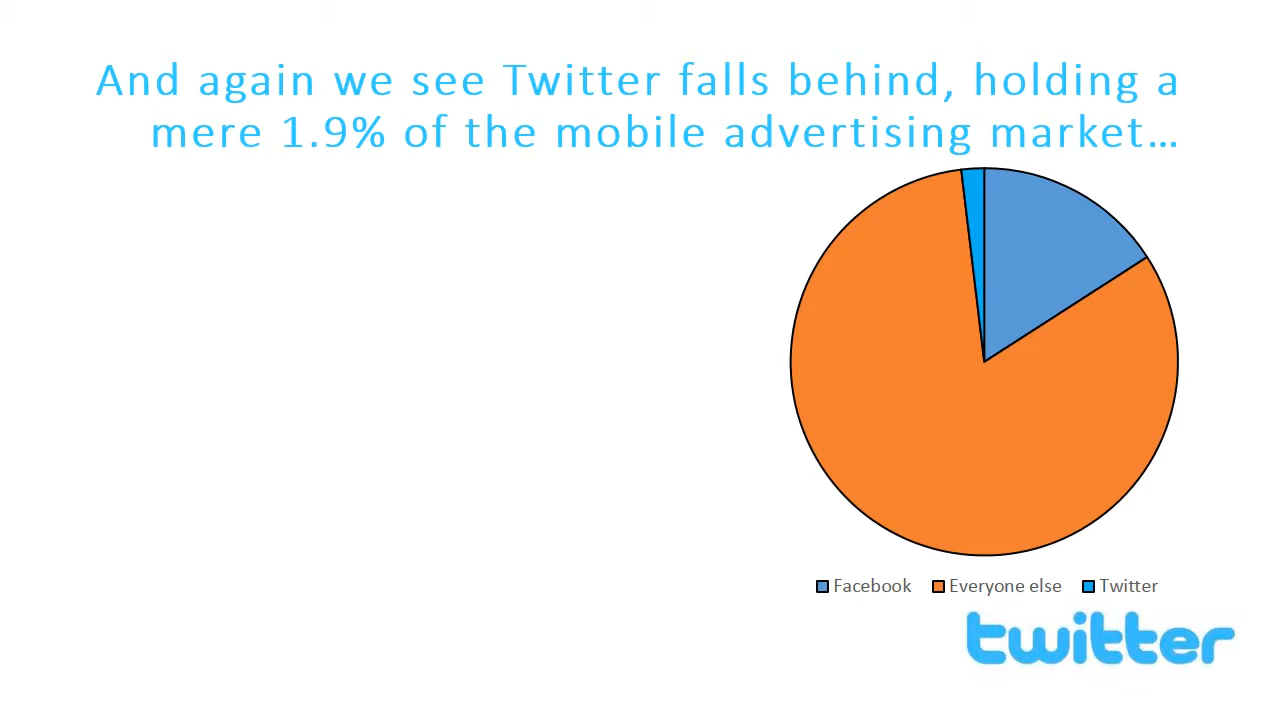 And again we see Twitter falls behind, holding a
mere 1.9% of the mobile advertising market…
Facebook Everyone else Twitter
twitter